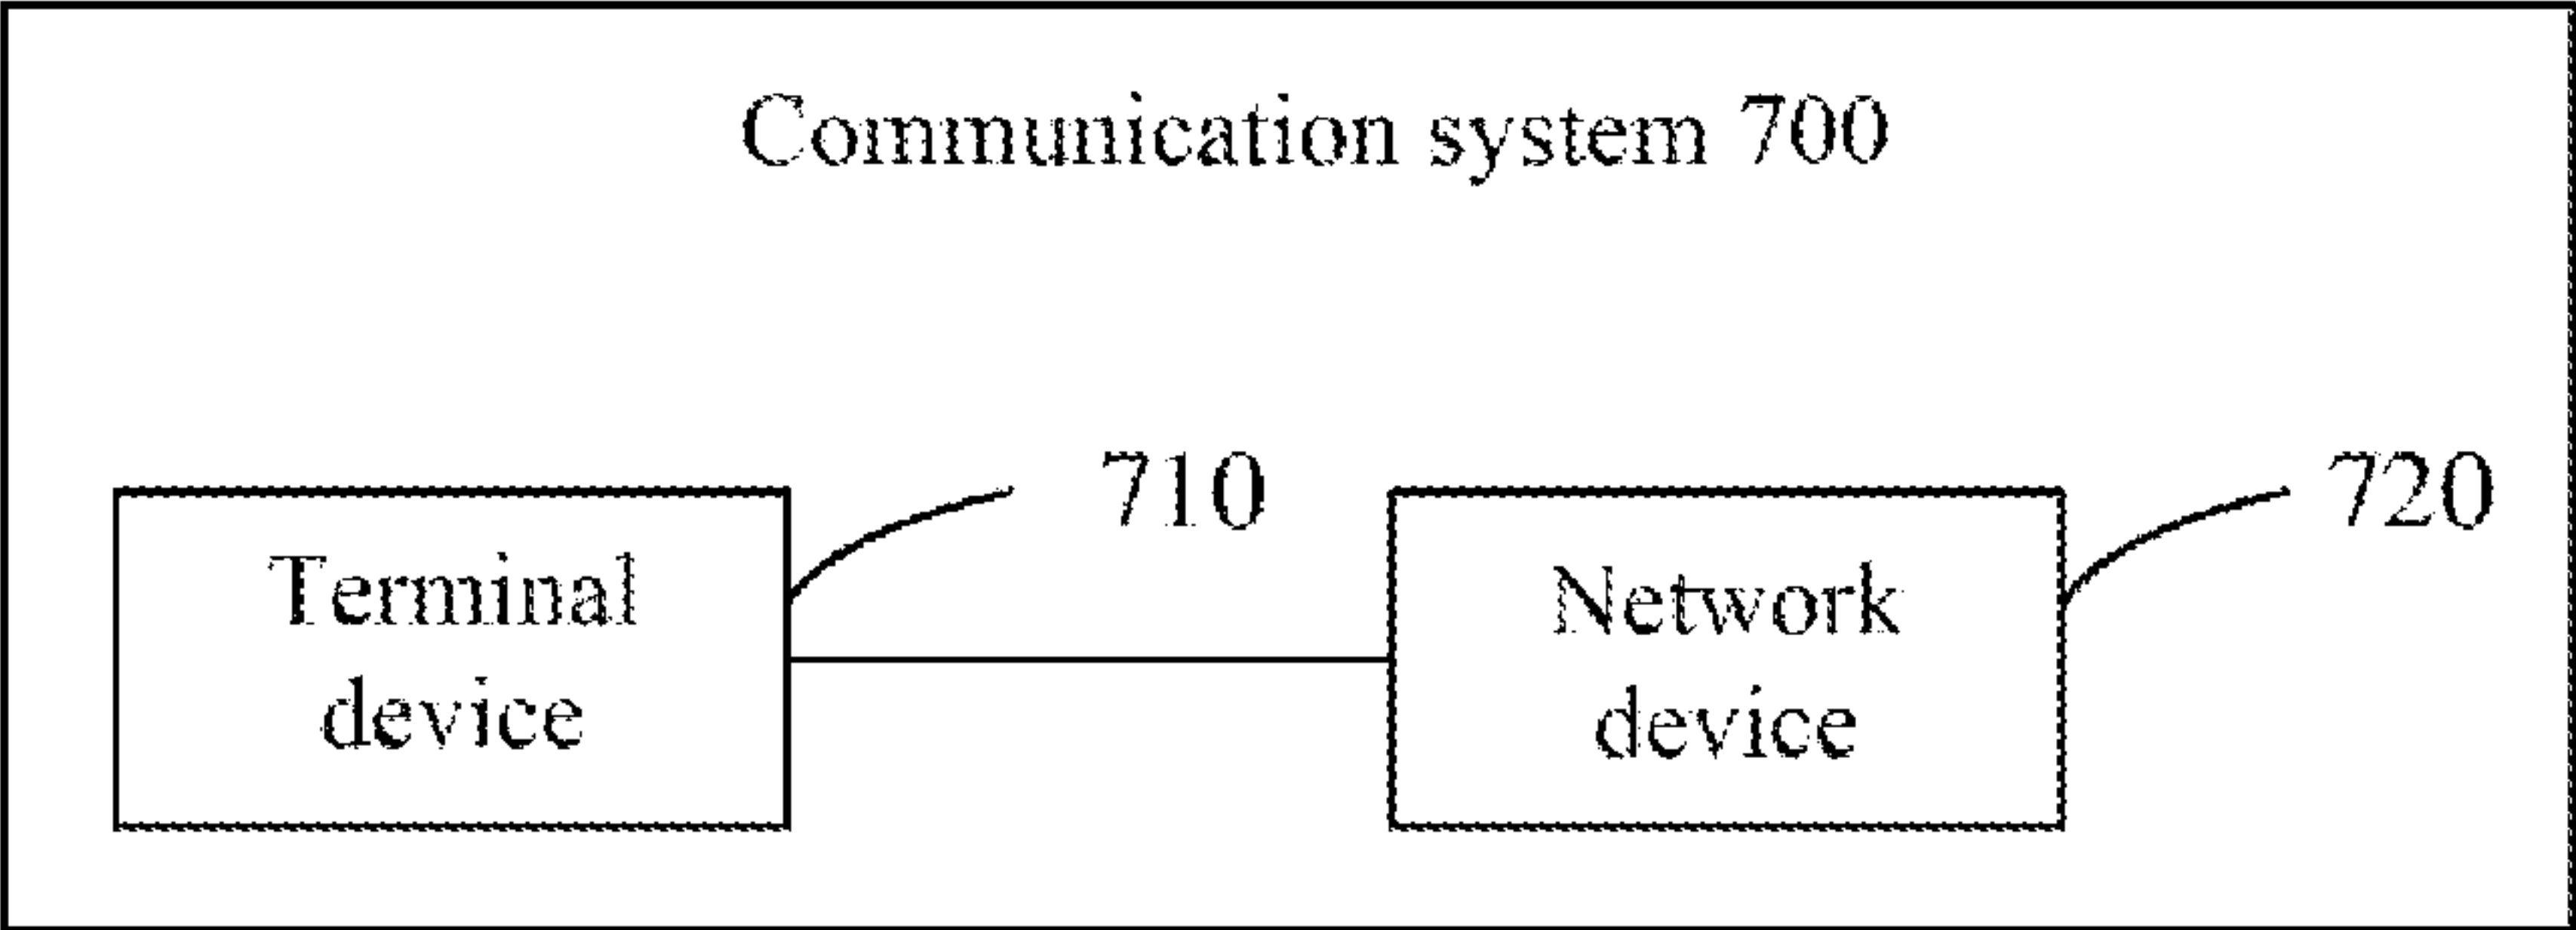 Communication system 700
710
720
Terminal
device
Network
device